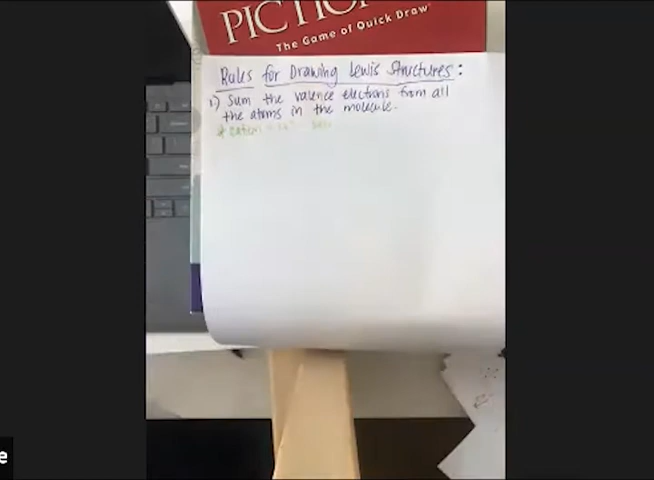 PICTIO
The Game of Quick Draw
Rules for Drawing Lewis Structures:
1.) Sum the valence electrons from all
the atoms in the molecule.
e